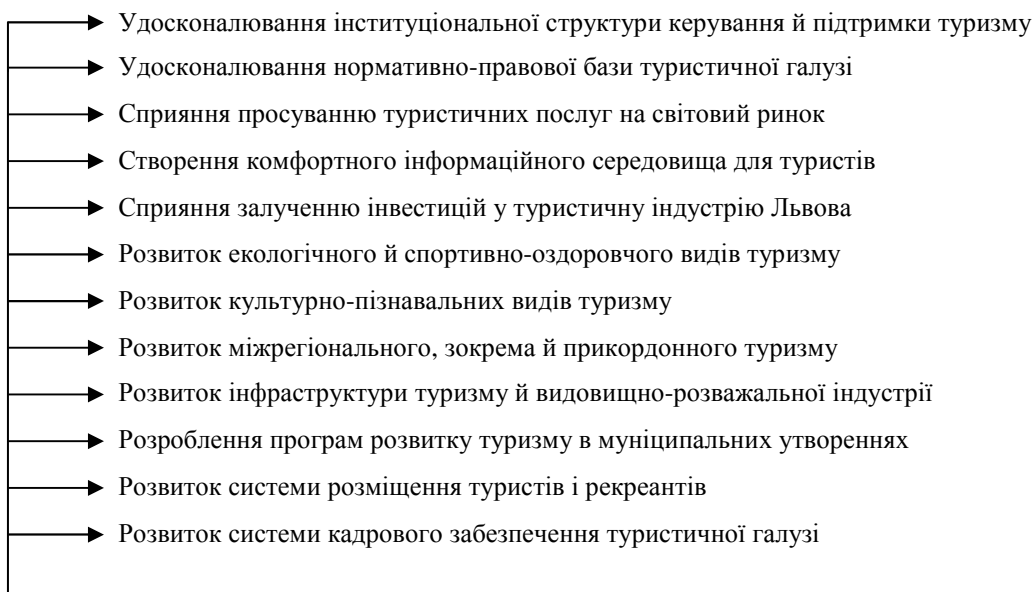 Удосконалювання інституціональної структури керування й підтримки туризму
Удосконалювання нормативно-правової бази туристичної галузі
Сприяння просуванню туристичних послуг на світовий ринок
Створення комфортного інформаційного середовища для туристів
Сприяння залученню інвестицій у туристичну індустрію Львова
Розвиток екологічного й спортивно-оздоровчого видів туризму
Розвиток культурно-пізнавальних видів туризму
Розвиток міжрегіонального, зокрема й прикордонного туризму
Розвиток інфраструктури туризму й видовищно-розважальної індустрії
Розроблення програм розвитку туризму в муніципальних утвореннях
Розвиток системи розміщення туристів і рекреантів
Розвиток системи кадрового забезпечення туристичної галузі